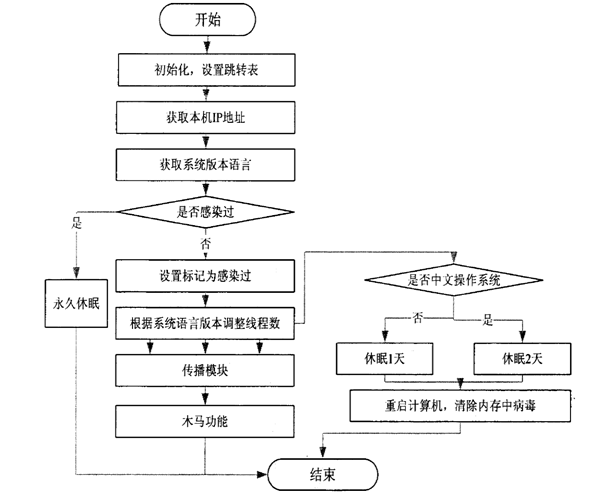 开始
初始化，设置跳转表
获取本机IP地址
获取系统版本语言
是否感染过
是
否
设置标记为感染过
是否中文操作系统
永久休眠
根据系统语言版本调整线程数
否
是
传播模块
休眠1天
休眠2天
木马功能
重启计算机，清除内存中病毒
结束